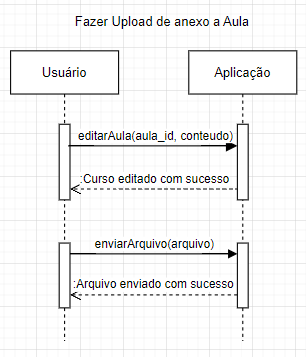 Fazer Upload de anexo a Aula
Usuário
Aplicação
editarAula(aula_id, conteudo)
:Curso editado com sucesso
enviarArquivo(arquivo)
:Arquivo enviado com sucesso